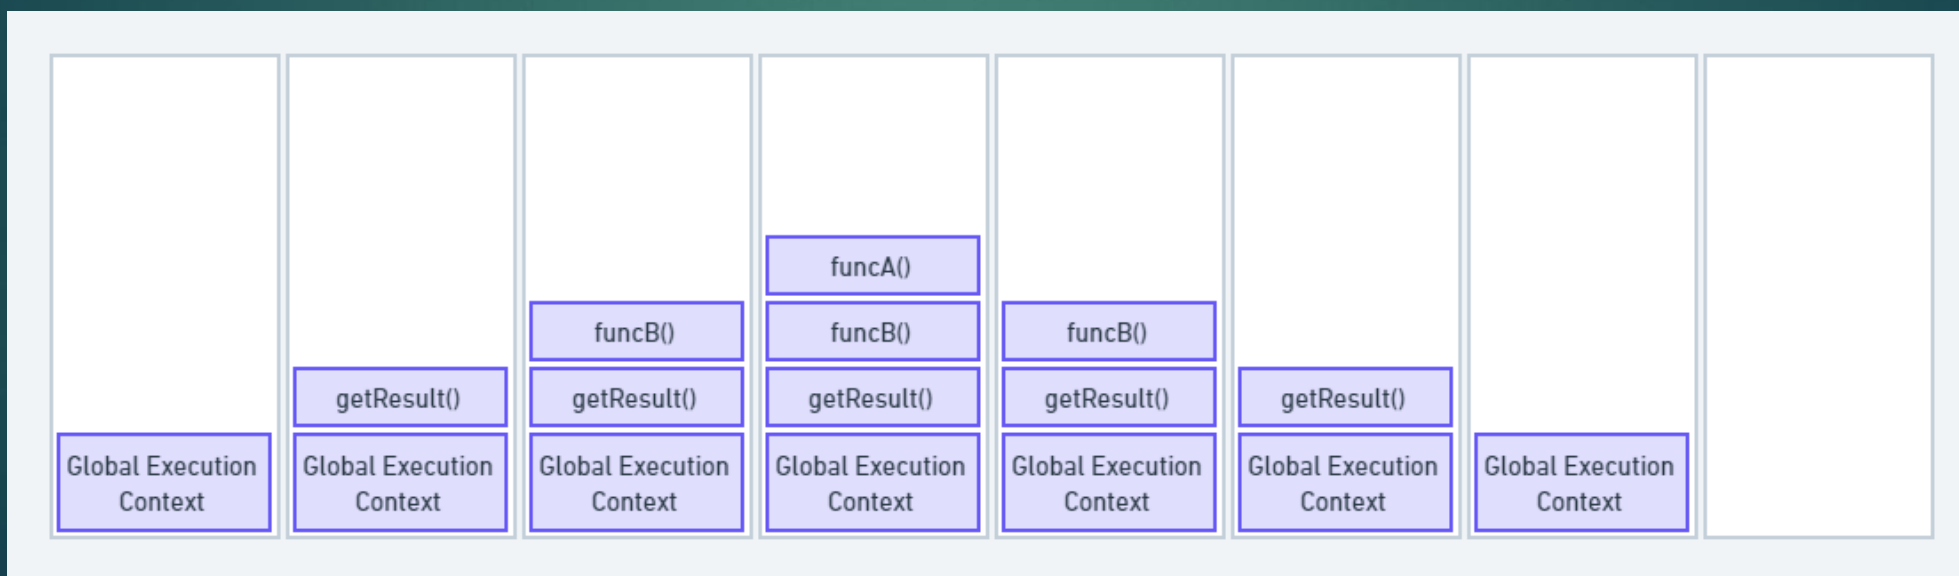 Global Execution
Context
getResult()
Global Execution
Context
funcB()
getResult()
Global Execution
Context
funcA()
funcB()
getResult()
Global Execution
Context
funcB()
getResult()
Global Execution
Context
getResult()
Global Execution
Context
Global Execution
Context